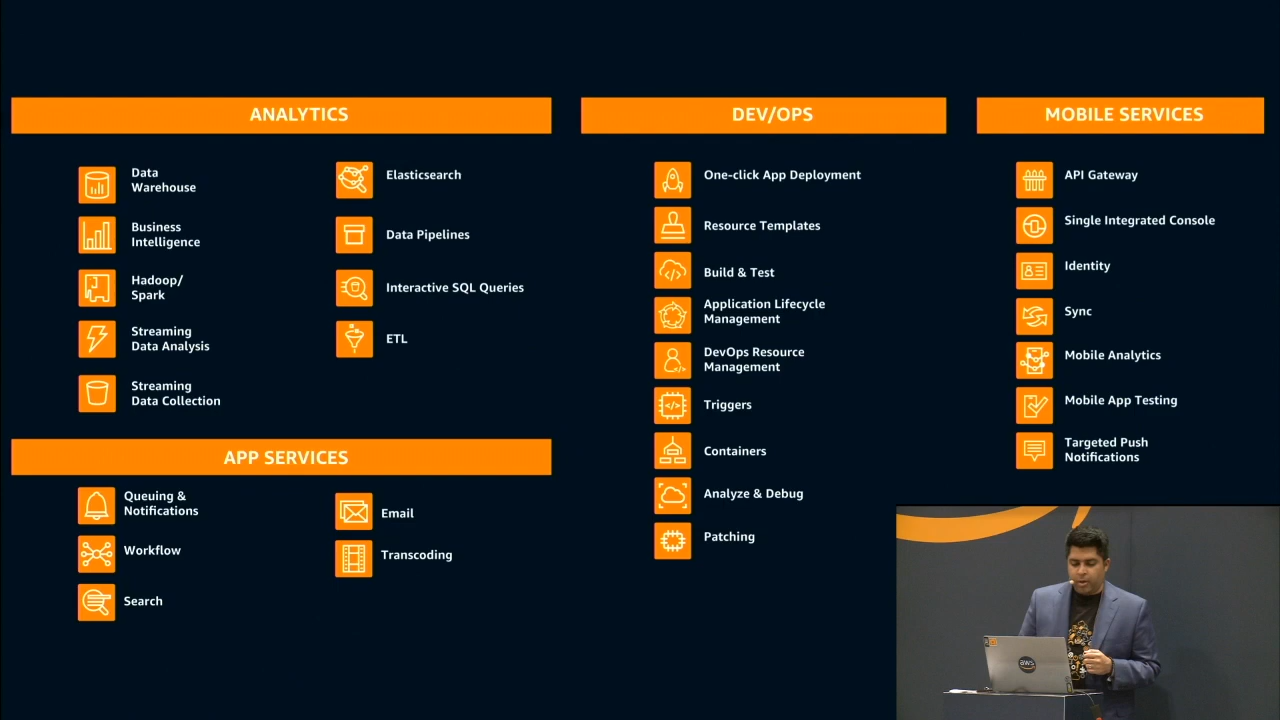 ANALYTICS
Data
Warehouse
Business
Intelligence
Hadoop/
Spark
Streaming
Data Analysis
Streaming
Data Collection
Elasticsearch
Data Pipelines
Interactive SQL Queries
ETL
APP SERVICES
Queuing &
Notifications
Workflow
Search
Email
Transcoding
DEV/OPS
One-click App Deployment
Resource Templates
Build & Test
Application Lifecycle
Management
DevOps Resource
Management
Triggers
Containers
Analyze & Debug
Patching
MOBILE SERVICES
API Gateway
Single Integrated Console
Identity
Sync
Mobile Analytics
Mobile App Testing
Targeted Push
Notifications
aws